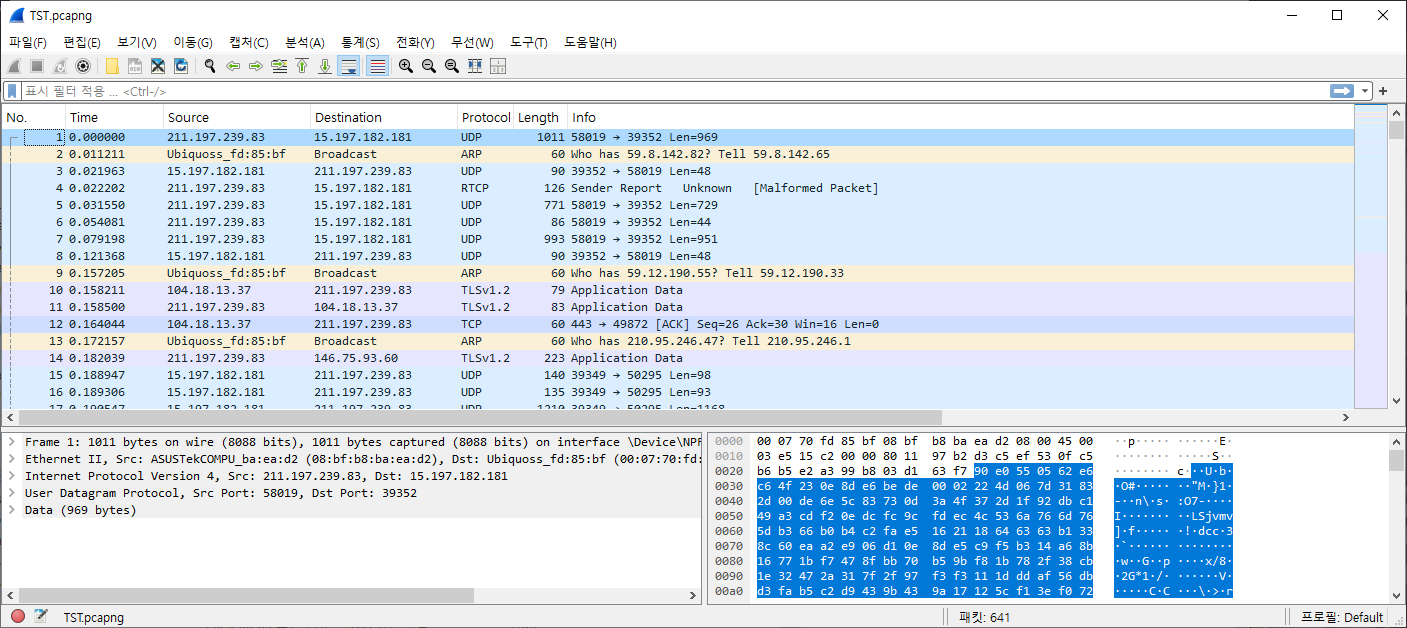 TST.pcapng
파일(F) 편집(E) 보기(V) 이동(G) 캡처(C) 분석(A) 통계(S) 전화(Y) 무선(W) 도구(T) 도움말(H)
표시 필터 적용 ... <Ctrl-/>
No. Time Source Destination Protocol Length Info
1 0.000000 211.197.239.83 15.197.182.181 UDP 1011 58019 → 39352 Len=969
2 0.011211 Ubiquoss_fd:85:bf Broadcast ARP 60 Who has 59.8.142.82? Tell 59.8.142.65
3 0.021963 15.197.182.181 211.197.239.83 UDP 90 39352 → 58019 Len=48
4 0.022202 211.197.239.83 15.197.182.181 RTCP 126 Sender Report Unknown [Malformed Packet]
5 0.031550 211.197.239.83 15.197.182.181 UDP 771 58019 → 39352 Len=729
6 0.054081 211.197.239.83 15.197.182.181 UDP 86 58019 → 39352 Len=44
7 0.079198 211.197.239.83 15.197.182.181 UDP 993 58019 → 39352 Len=951
8 0.121368 15.197.182.181 211.197.239.83 UDP 90 39352 → 58019 Len=48
9 0.157205 Ubiquoss_fd:85:bf Broadcast ARP 60 Who has 59.12.190.55? Tell 59.12.190.33
10 0.158211 104.18.13.37 211.197.239.83 TLSv1.2 79 Application Data
11 0.158500 211.197.239.83 104.18.13.37 TLSv1.2 83 Application Data
12 0.164044 104.18.13.37 211.197.239.83 TCP 60 443 → 49872 [ACK] Seq=26 Ack=30 Win=16 Len=0
13 0.172157 Ubiquoss_fd:85:bf Broadcast ARP 60 Who has 210.95.246.47? Tell 210.95.246.1
14 0.182039 211.197.239.83 146.75.93.60 TLSv1.2 223 Application Data
15 0.188947 15.197.182.181 211.197.239.83 UDP 140 39349 → 50295 Len=98
16 0.189306 15.197.182.181 211.197.239.83 UDP 135 39349 → 50295 Len=93
17 0.190547 15.197.182.181 211.197.239.83 UDP 1210 39349 → 50295 Len=1168
Frame 1: 1011 bytes on wire (8088 bits), 1011 bytes captured (8088 bits) on interface \Device\NPF
Ethernet II, Src: ASUSTekCOMPU_ba:ea:d2 (08:bf:b8:ba:ea:d2), Dst: Ubiquoss_fd:85:bf (00:07:70:fd:
Internet Protocol Version 4, Src: 211.197.239.83, Dst: 15.197.182.181
User Datagram Protocol, Src Port: 58019, Dst Port: 39352
Data (969 bytes)
0000 00 07 70 fd 85 bf 08 bf b8 ba ea d2 08 00 45 00 ··p····· ······E·
0010 03 e5 15 c2 00 00 80 11 97 b2 d3 c5 ef 53 0f c5 ········ ·····S··
0020 b6 b5 e2 a3 99 b8 03 d1 63 f7 90 e0 55 05 62 e6 ········ c···U·b·
0030 c6 4f 23 0e 8d e6 be de 00 02 22 4d 06 7d 31 83 ·O#····· ··"M·}1·
0040 2d 00 de 6e 5c 83 73 0d 3a 4f 37 2d 1f 92 db c1 -··n\·s· :O7-····
0050 49 a3 cd f2 0e dc fc 9c fd ec 4c 53 6a 76 6d 76 I······· ··LSjvmv
0060 5d b3 66 b0 b4 c2 fa e5 16 21 18 64 63 63 b1 33 ]·f····· ·!·dcc·3
0070 8c 60 ea a2 e9 06 d1 0e 8d e5 c9 f5 b3 14 a6 8b ·`······ ········
0080 16 77 1b f7 47 8f bb 70 b5 9b f8 1b 78 2f 38 cb ·w··G··p ····x/8·
0090 1e 32 47 2a 31 7f 2f 97 f3 f3 11 1d dd af 56 db ·2G*1·/· ······V·
00a0 d3 fa b5 c2 d9 43 9b 43 9a 17 12 5c f1 3e f0 72 ·····C·C ···\·>·r
TST.pcapng 패킷: 641 프로필: Default